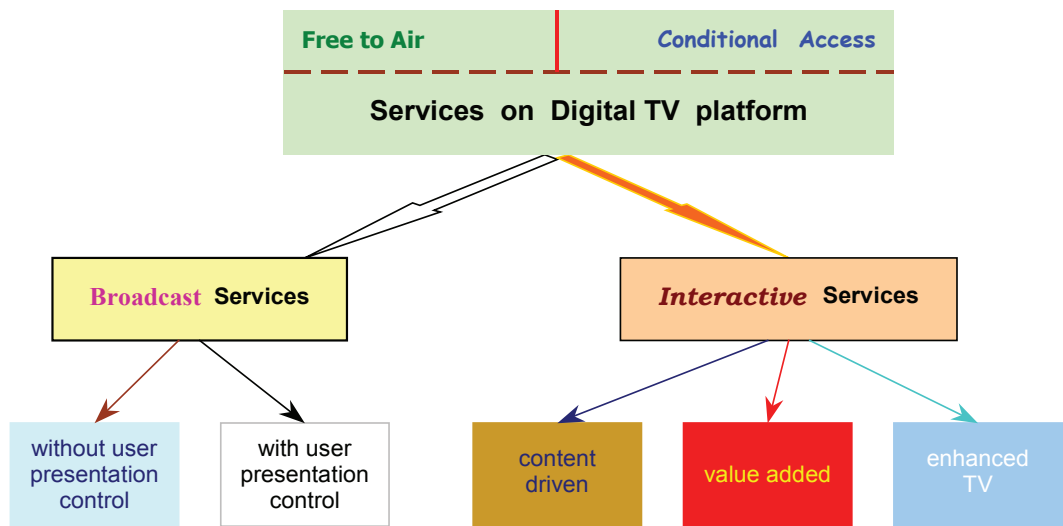 Free to Air
Conditional Access
Services on Digital TV platform
Broadcast Services
Interactive Services
without user
presentation
control
with user
presentation
control
content
driven
value added
enhanced
TV